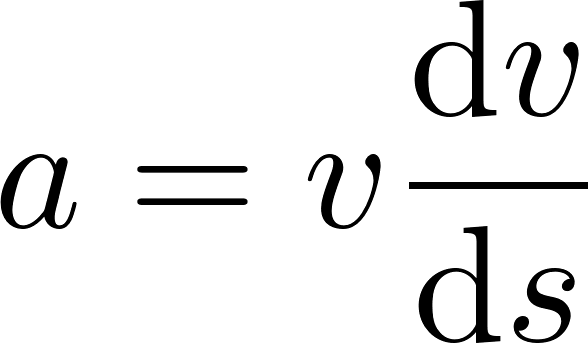 a = v dv/ds